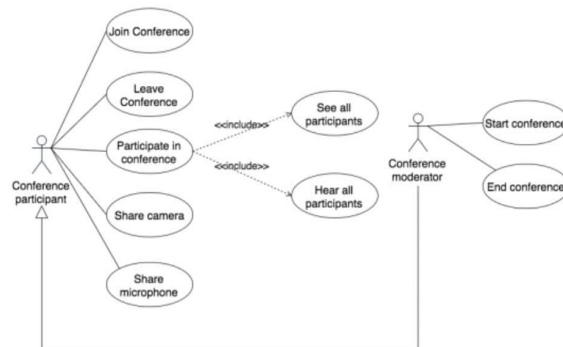 Join Conference
Leave
Conference
<<include>>
See all
participants
Start conference
Participate in
conference
<<include>>
Conference
moderator
Conference
participant
Hear all
participants
End conference
Share camera
Share
microphone